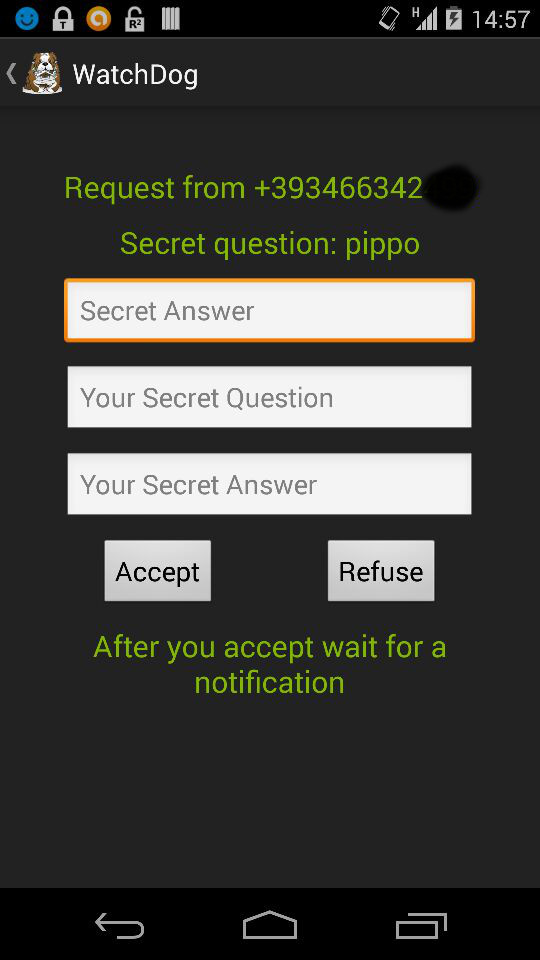 H 14:57
WatchDog
Request from +393466342
Secret question: pippo
Secret Answer
Your Secret Question
Your Secret Answer
Accept Refuse
After you accept wait for a
notification